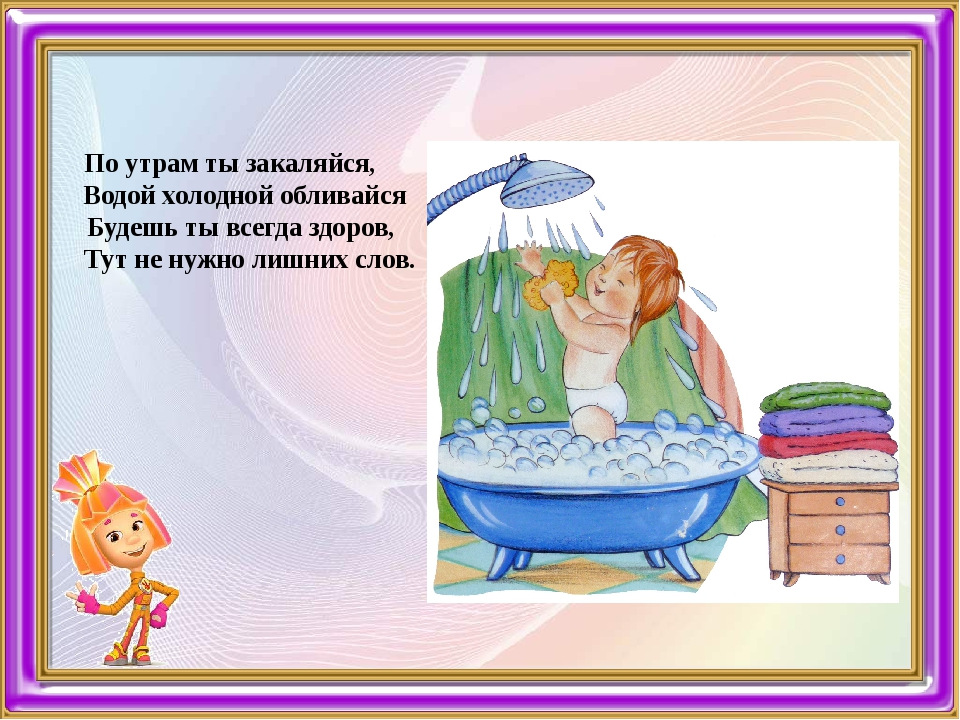 По утрам ты закаляйся,
Водой холодной обливайся
Будешь ты всегда здоров,
Тут не нужно лишних слов.